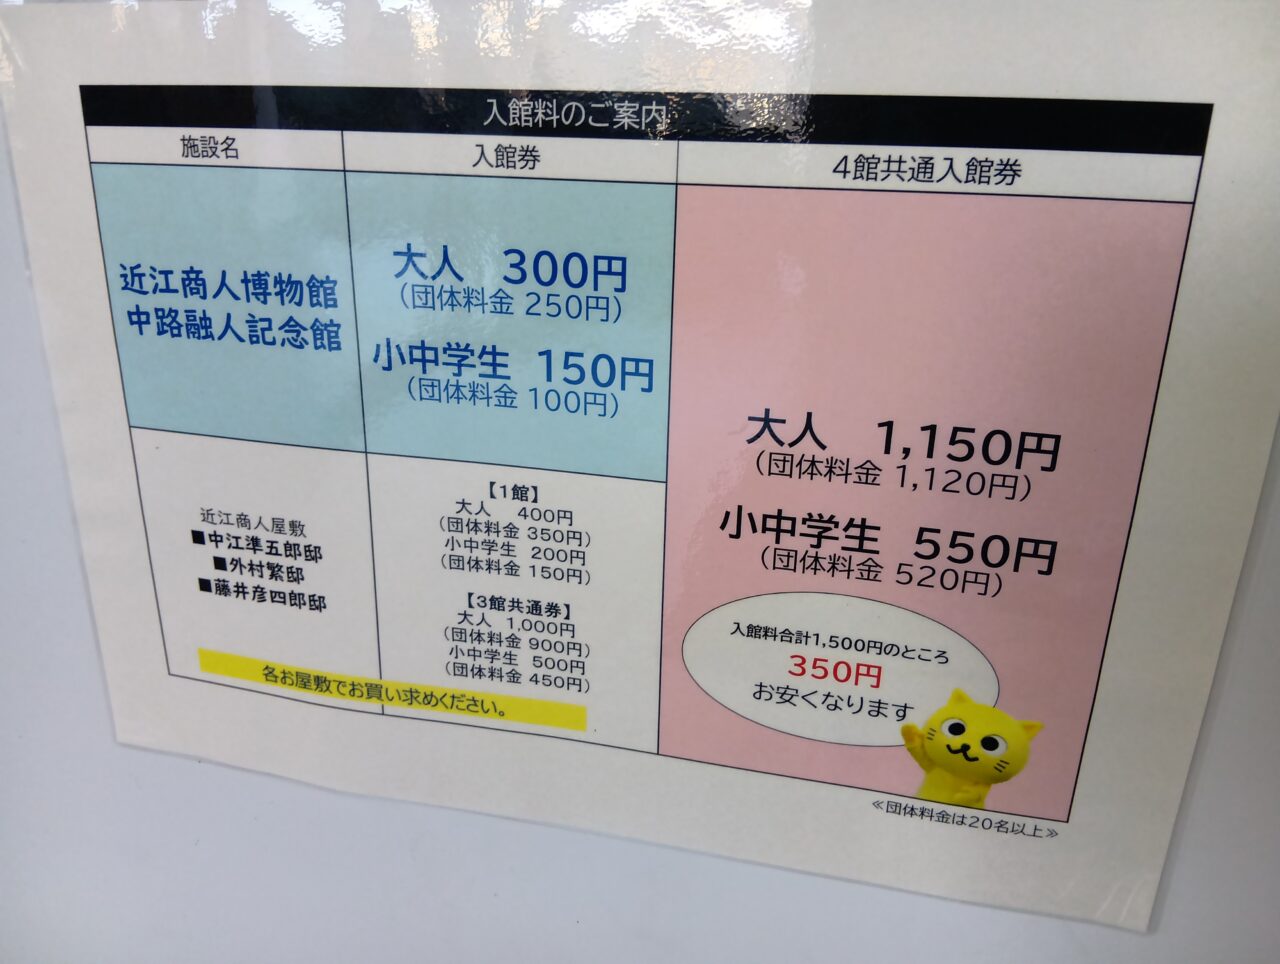 入館料のご案内
施設名
入館券
4館共通入館券
近江商人博物館
中路融人記念館
大人 300円
（団体料金 250円）
小中学生 150円
（団体料金 100円）
近江商人屋敷
■中江準五郎邸
■外村繁邸
■藤井彦四郎邸
【1館】
大人 400円
（団体料金 350円）
小中学生 200円
（団体料金 150円）
【3館共通券】
大人 1,000円
（団体料金 900円）
小中学生 500円
（団体料金 450円）
各お屋敷でお買い求めください。
大人 1,150円
（団体料金 1,120円）
小中学生 550円
（団体料金 520円）
入館料合計1,500円のところ
350円
お安くなります
≪団体料金は20名以上≫